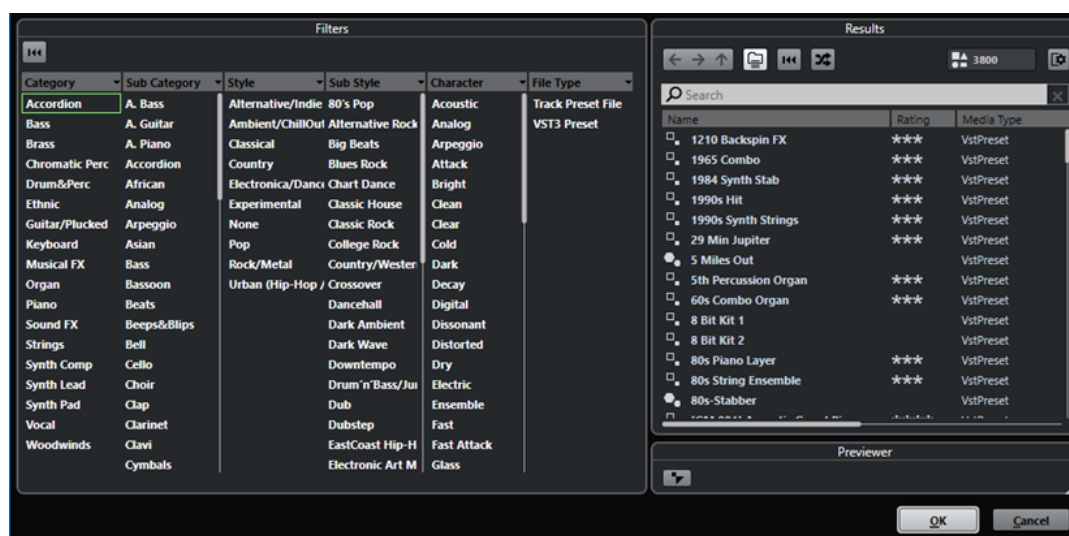 Filters
Category Sub Category Style Sub Style Character File Type
Accordion A. Bass Alternative/Indie 80's Pop Acoustic Track Preset File
Bass A. Guitar Ambient/ChillOut Alternative Rock Analog VST3 Preset
Brass A. Piano Classical Big Beats Arpeggio
Chromatic Perc Accordion Country Blues Rock Attack
Drum&Perc African Electronica/Danc Chart Dance Bright
Ethnic Analog Experimental Classic House Clean
Guitar/Plucked Arpeggio None Classic Rock Clear
Keyboard Asian Pop College Rock Cold
Musical FX Bass Rock/Metal Country/Western Dark
Organ Bassoon Urban (Hip-Hop / Crossover Decay
Piano Beats Dancehall Digital
Sound FX Beeps&Blips Dark Ambient Dissonant
Strings Bell Dark Wave Distorted
Synth Comp Cello Downtempo Dry
Synth Lead Choir Drum´n´Bass/Jun Electric
Synth Pad Clap Dub Ensemble
Vocal Clarinet Dubstep Fast
Woodwinds Clavi EastCoast Hip-H Fast Attack
Cymbals Electronic Art M Glass
Results
3800
Search
Name Rating Media Type
1210 Backspin FX *** VstPreset
1965 Combo *** VstPreset
1984 Synth Stab *** VstPreset
1990s Hit *** VstPreset
1990s Synth Strings *** VstPreset
29 Min Jupiter *** VstPreset
5 Miles Out VstPreset
5th Percussion Organ *** VstPreset
60s Combo Organ *** VstPreset
8 Bit Kit 1 VstPreset
8 Bit Kit 2 VstPreset
80s Piano Layer *** VstPreset
80s String Ensemble *** VstPreset
80s-Stabber VstPreset
Previewer
OK Cancel